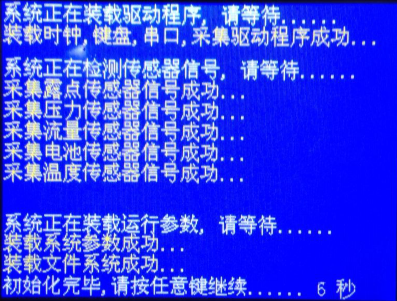 系统正在装载驱动程序, 请等待......
装载时钟,键盘,串口,采集驱动程序成功...
系统正在检测传感器信号, 请等待......
采集露点传感器信号成功...
采集压力传感器信号成功...
采集流量传感器信号成功...
采集电池传感器信号成功...
采集温度传感器信号成功...
系统正在装载运行参数, 请等待......
装载系统参数成功...
装载文件系统成功...
初始化完毕,请按任意键继续...... 6 秒